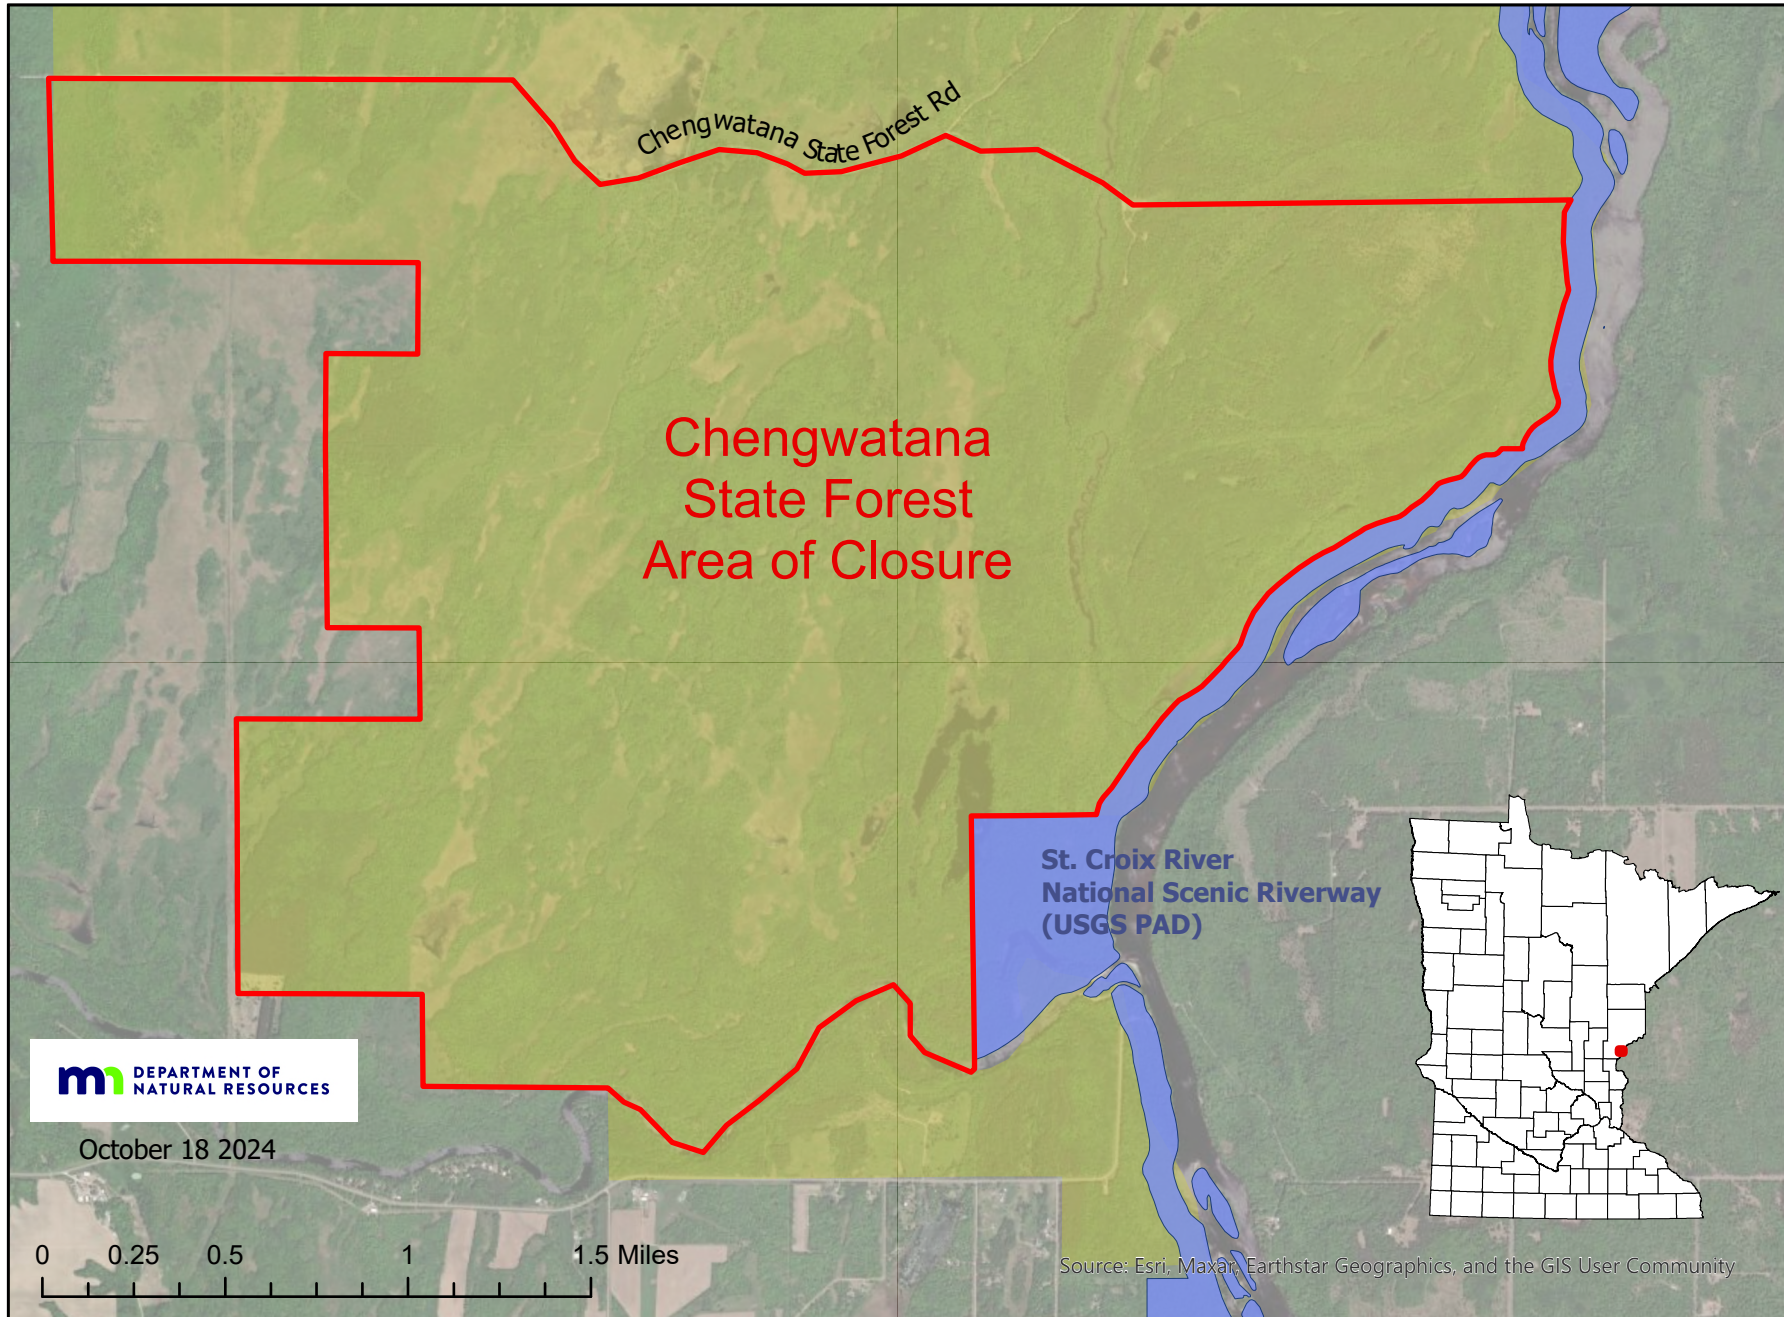 Chengwatana State Forest Rd
Chengwatana
State Forest
Area of Closure
St. Croix River
National Scenic Riverway
(USGS PAD)
mn DEPARTMENT OF
NATURAL RESOURCES
October 18 2024
0 0.25 0.5 1 1.5 Miles
Source: Esri, Maxar, Earthstar Geographics, and the GIS User Community